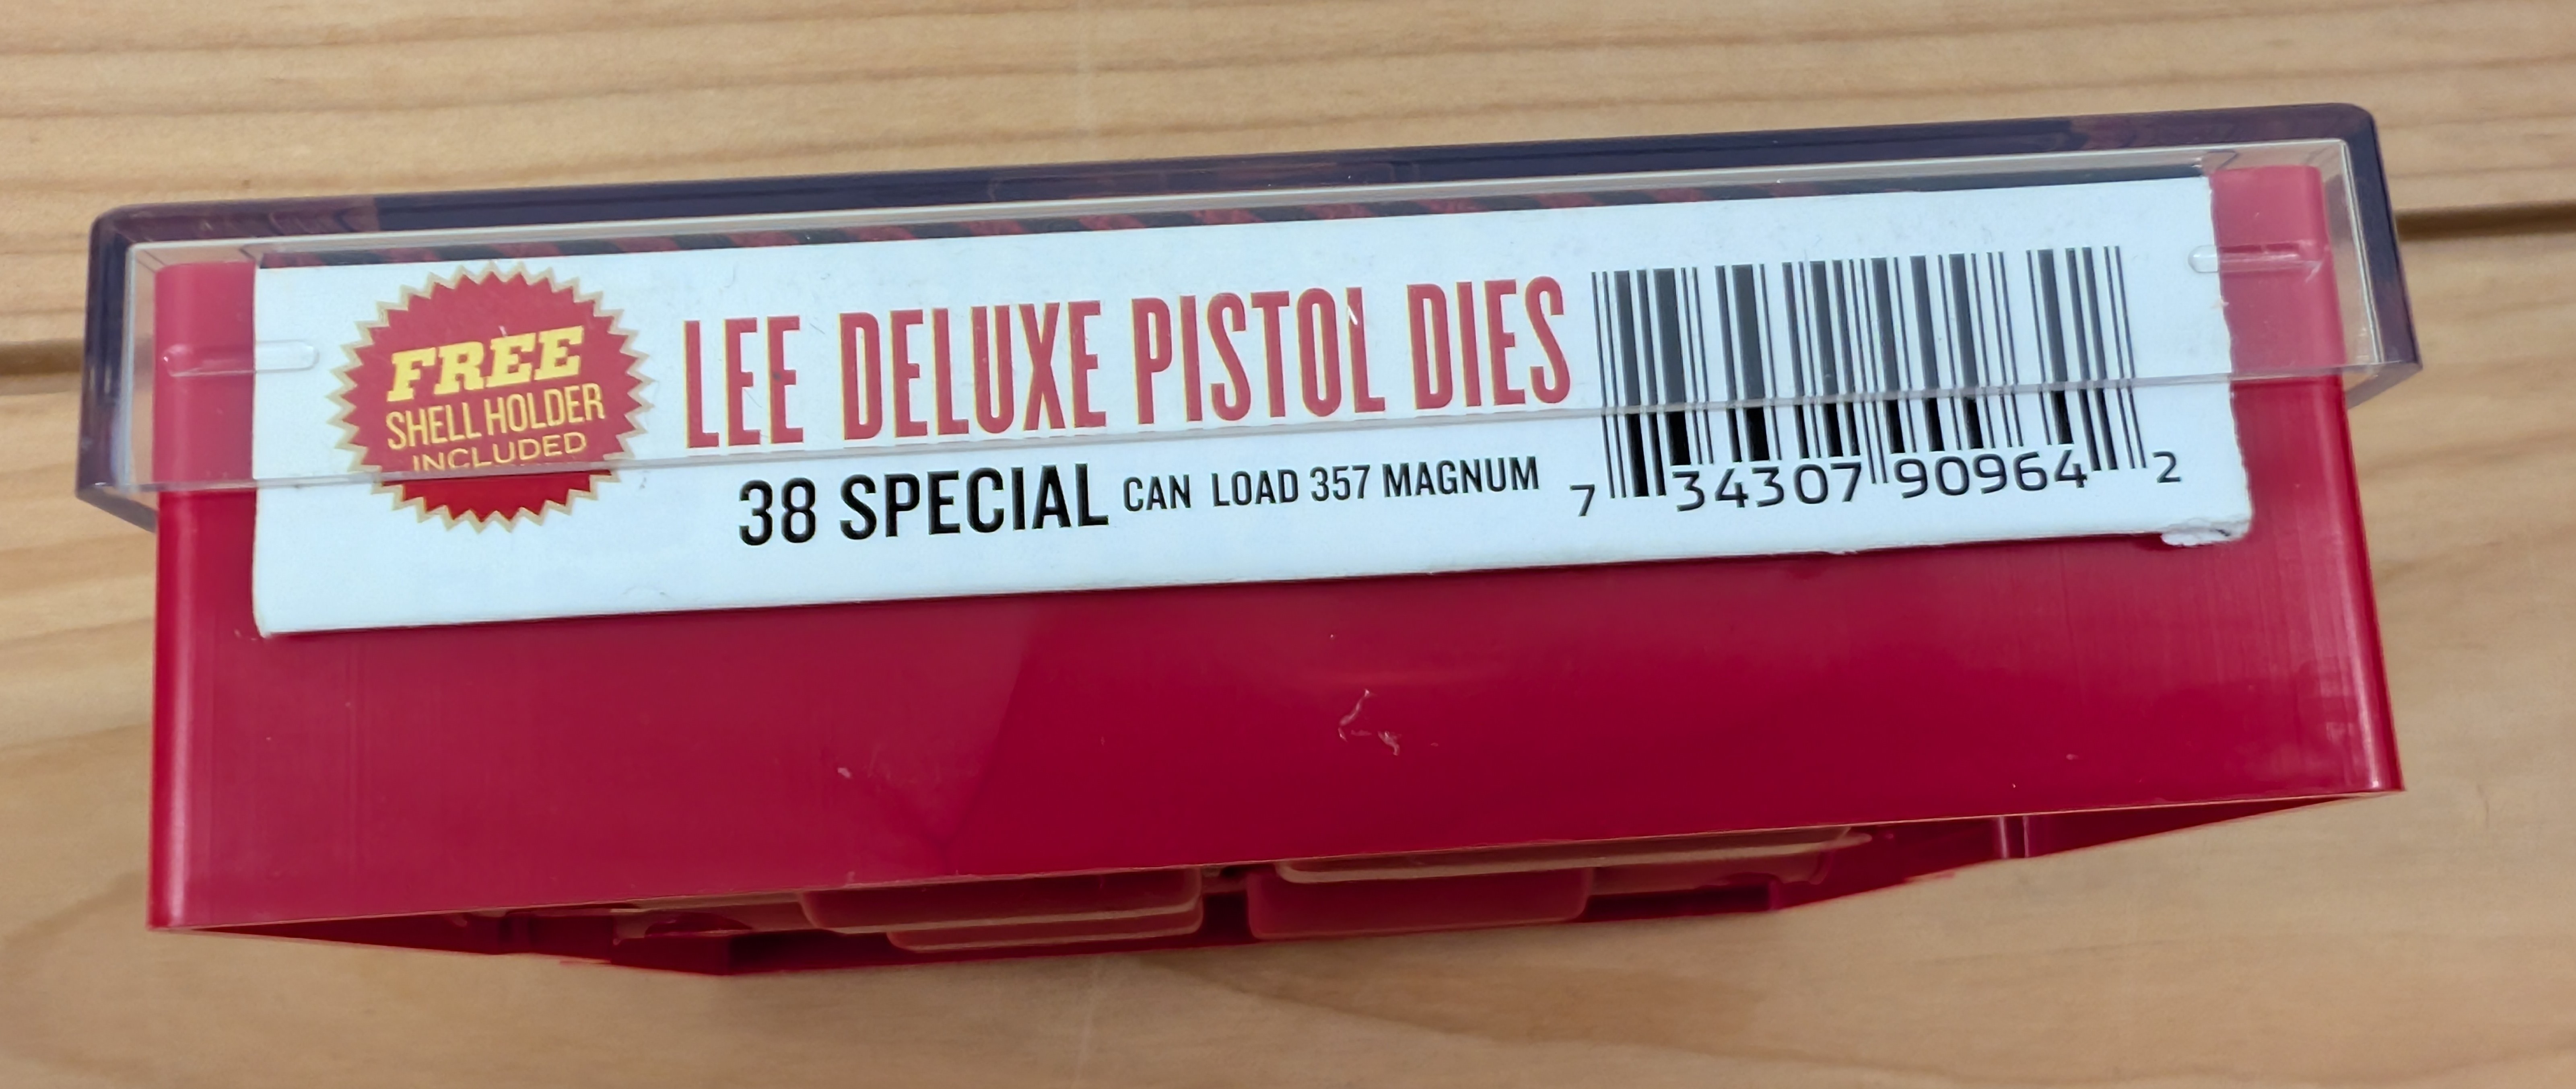 FREE
SHELL HOLDER
INCLUDED
LEE DELUXE PISTOL DIES
38 SPECIAL CAN LOAD 357 MAGNUM
7 34307 90964 2